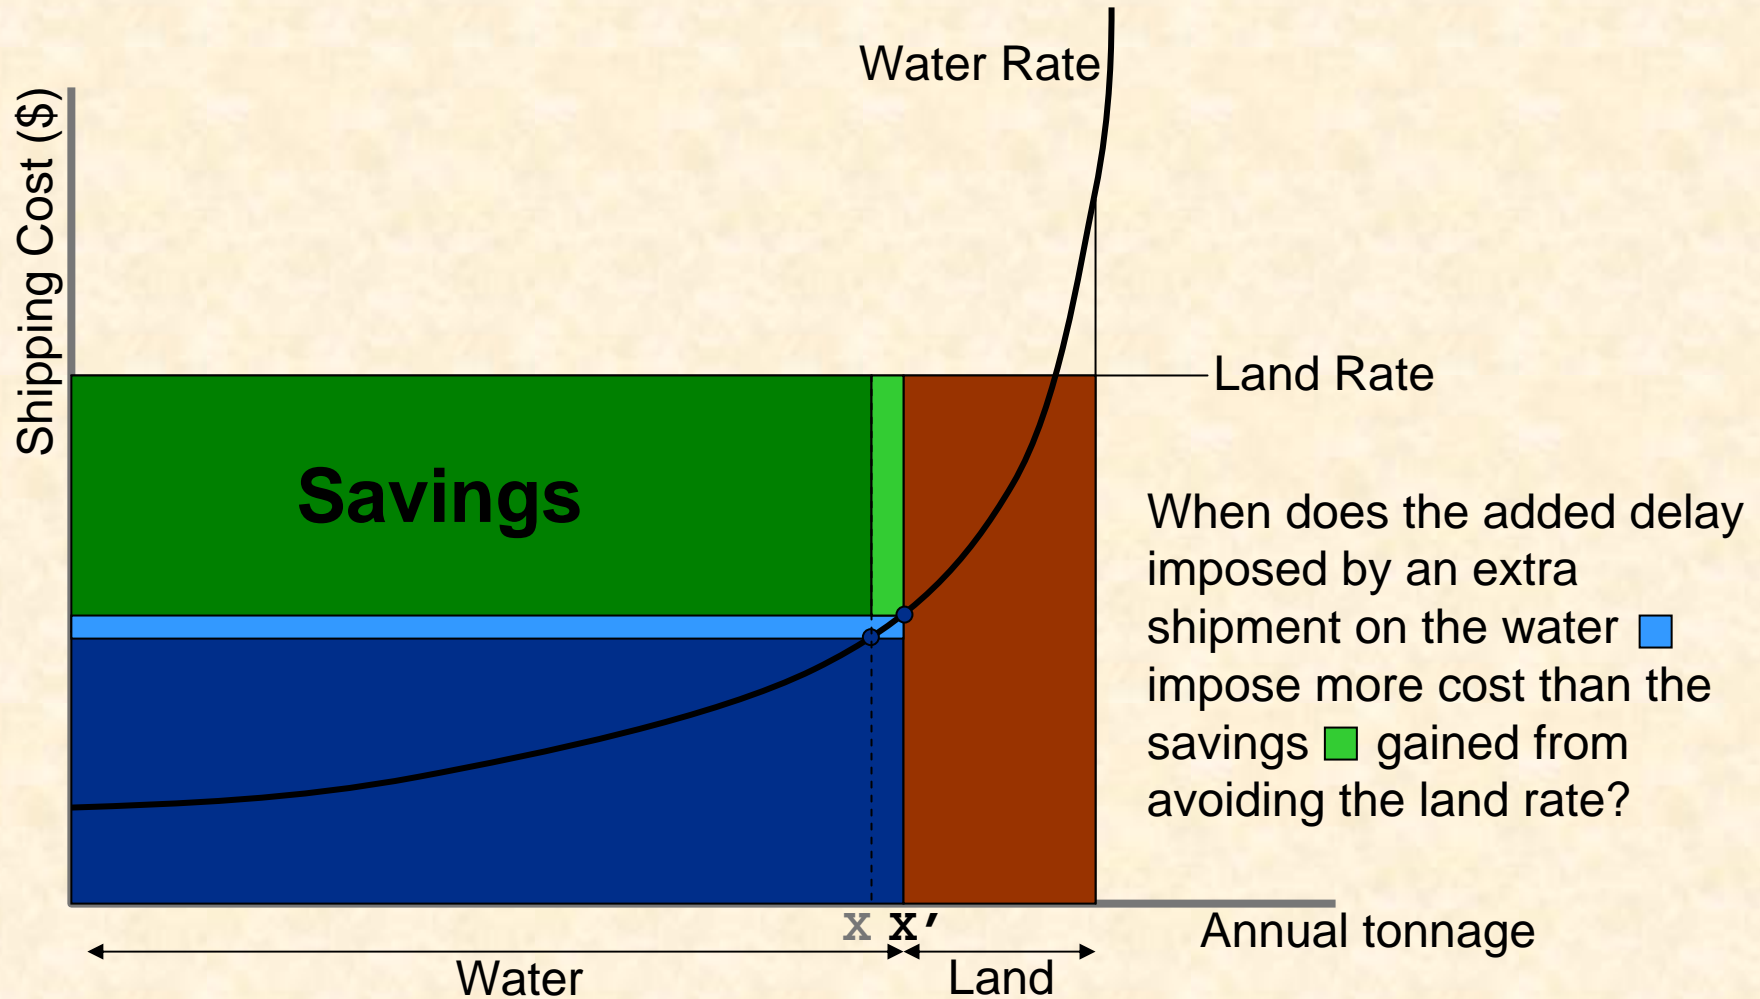 Water Rate
Shipping Cost ($)
Land Rate
Savings
When does the added delay
imposed by an extra
shipment on the water
impose more cost than the
savings gained from
avoiding the land rate?
x x′
Annual tonnage
Water
Land